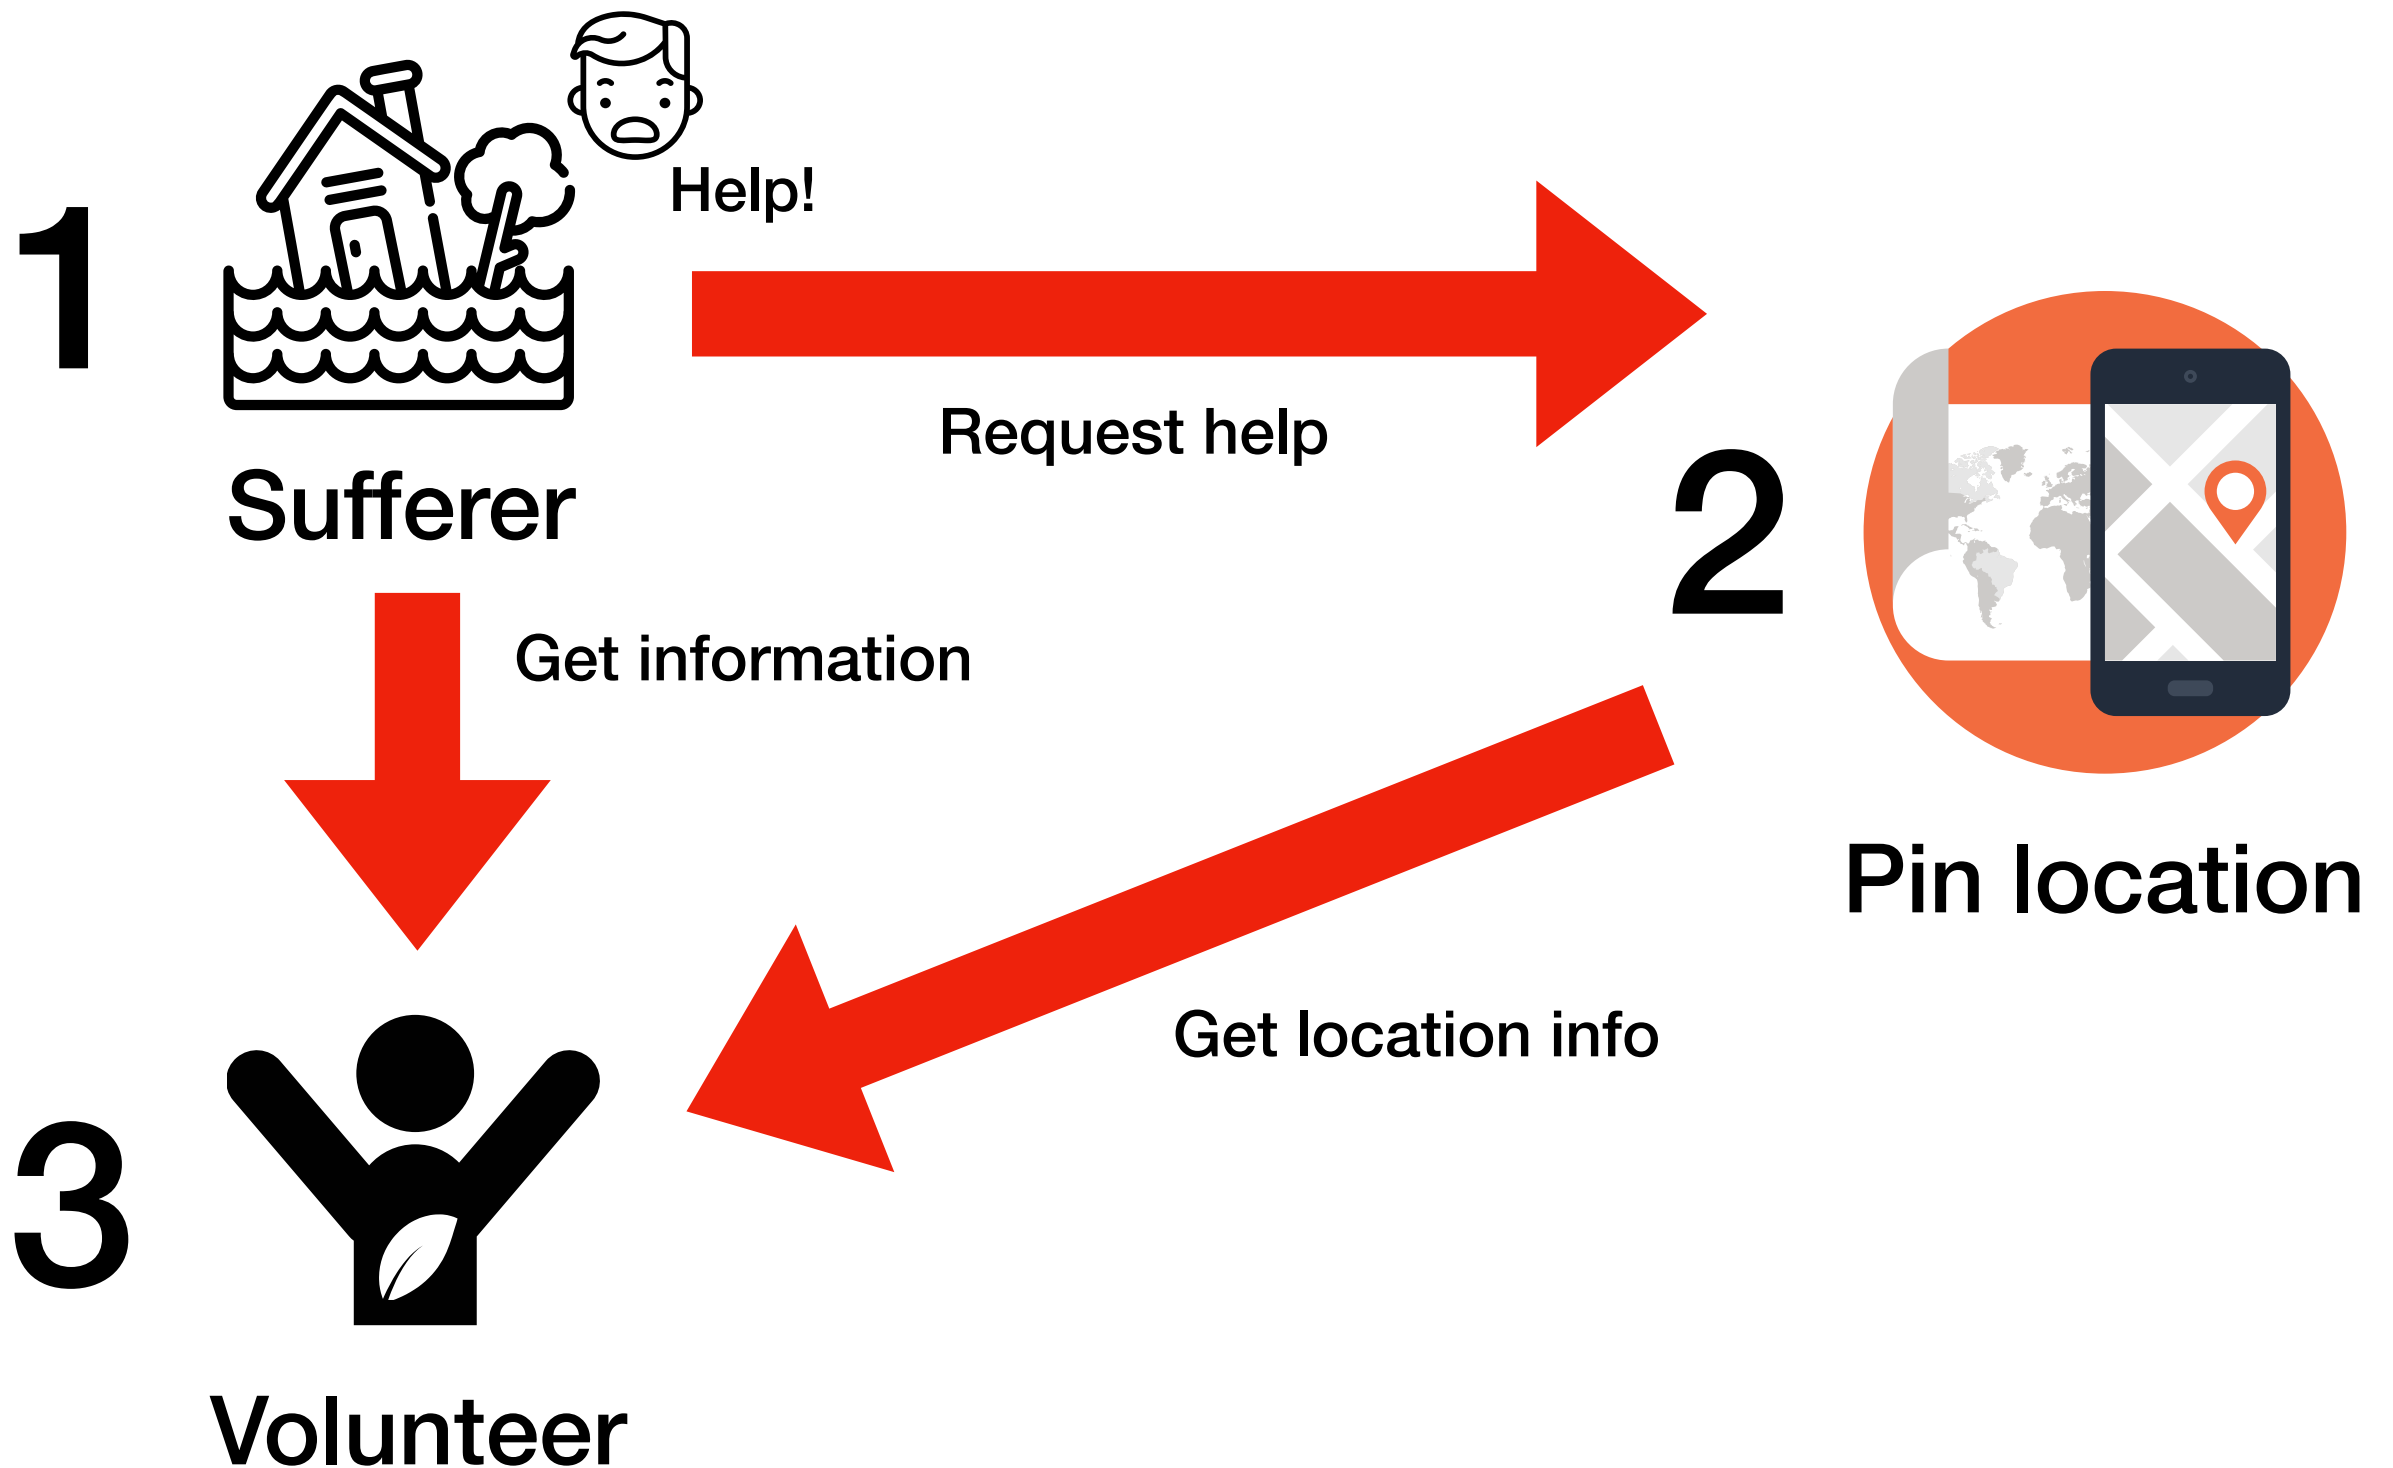 1
Help!
Sufferer
Request help
2
Pin location
Get information
Get location info
3
Volunteer